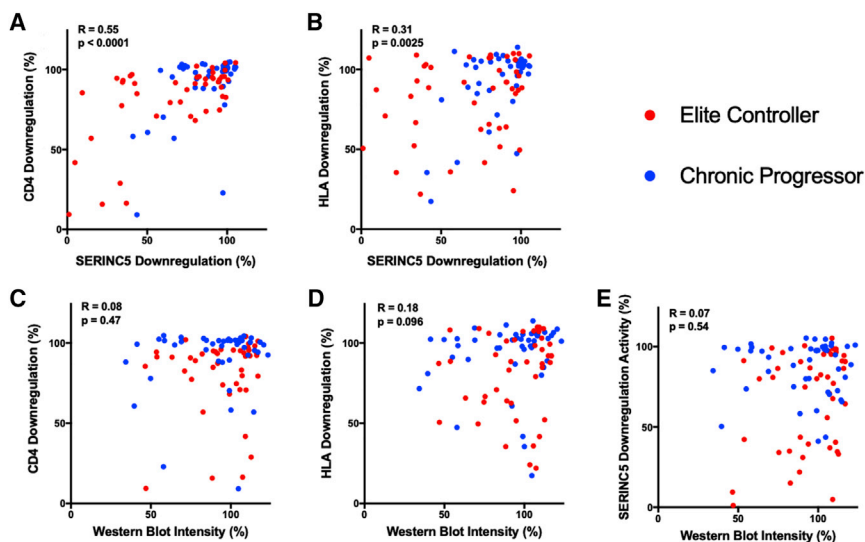 A
R = 0.55
p < 0.0001
CD4 Downregulation (%)
100
50
0
0
50
100
SERINC5 Downregulation (%)
B
R = 0.31
p = 0.0025
HLA Downregulation (%)
100
50
0
0
50
100
SERINC5 Downregulation (%)
Elite Controller
Chronic Progressor
C
R = 0.08
p = 0.47
CD4 Downregulation (%)
100
50
0
0
50
100
Western Blot Intensity (%)
D
R = 0.18
p = 0.096
HLA Downregulation (%)
100
50
0
0
50
100
Western Blot Intensity (%)
E
R = 0.07
p = 0.54
SERINC5 Downregulation Activity (%)
100
50
0
0
50
100
Western Blot Intensity (%)